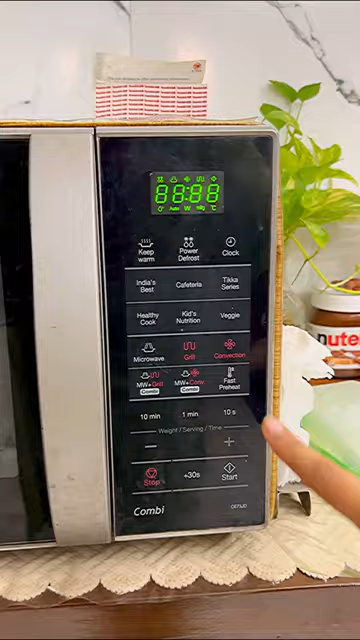 88:88
Auto W
Keep warm
Power Defrost
Clock
India's Best
Cafeteria
Tikka Series
Healthy Cook
Kid's Nutrition
Veggie
Microwave
Grill
Convection
MW+Grill
Combi
MW+Conv.
Combi
Fast Preheat
10 min
1 min
10 s
Weight / Serving / Time
−
+
Stop
+30s
Start
Combi
nute